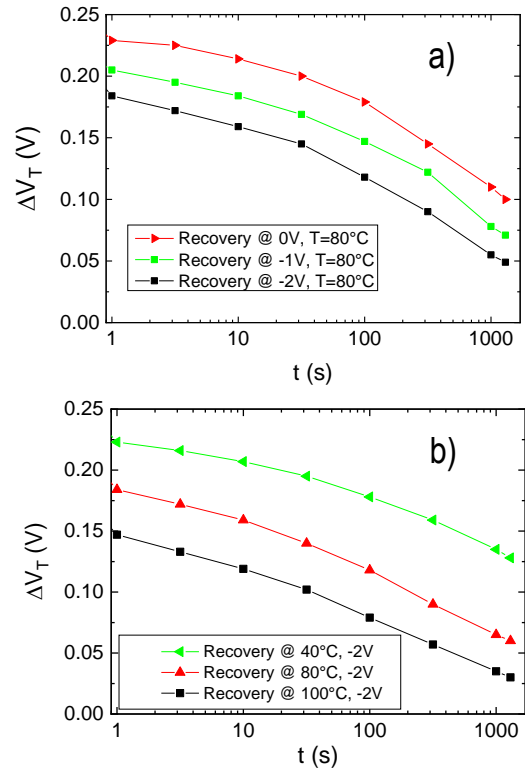 a)
0.25
0.20
0.15
0.10
0.05
0.00
ΔV_T (V)
Recovery @ 0V, T=80°C
Recovery @ -1V, T=80°C
Recovery @ -2V, T=80°C
1 10 100 1000
t (s)
b)
0.25
0.20
0.15
0.10
0.05
0.00
ΔV_T (V)
Recovery @ 40°C, -2V
Recovery @ 80°C, -2V
Recovery @ 100°C, -2V
1 10 100 1000
t (s)